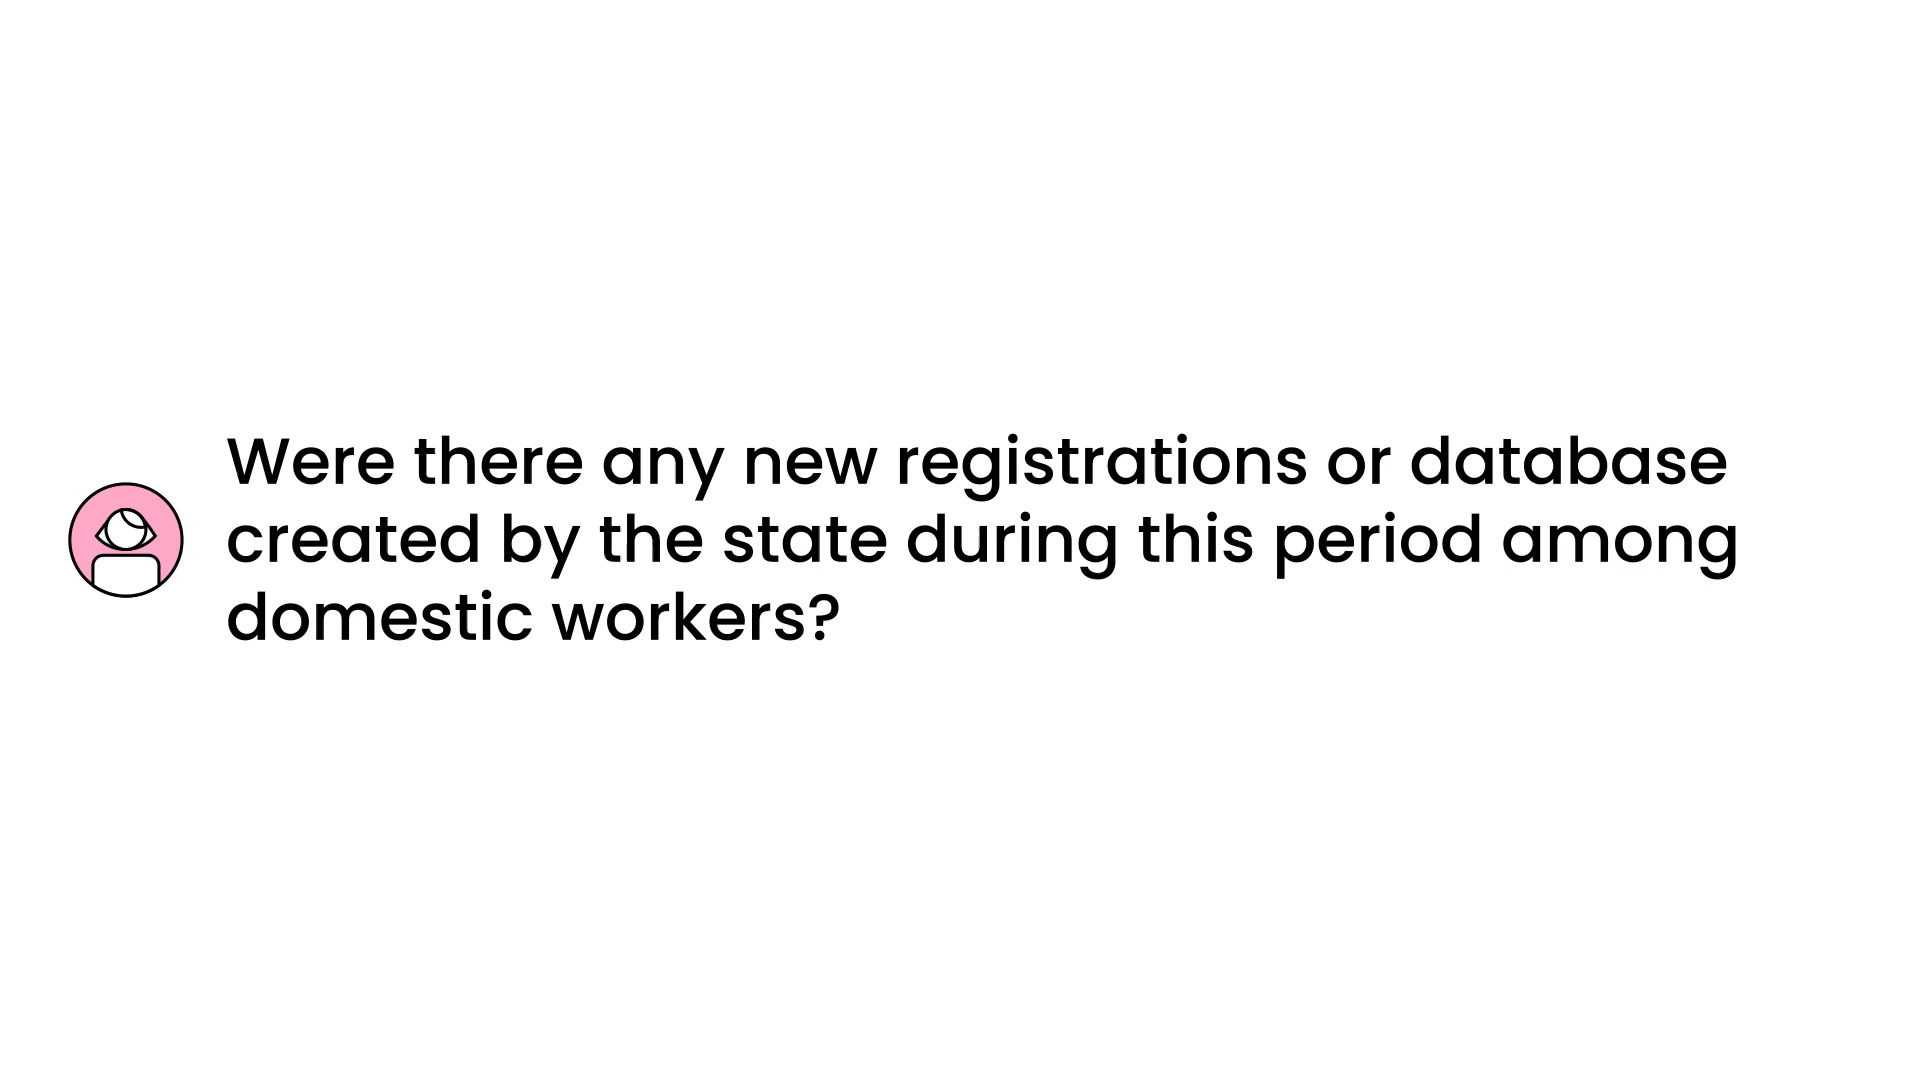 Were there any new registrations or database
created by the state during this period among
domestic workers?